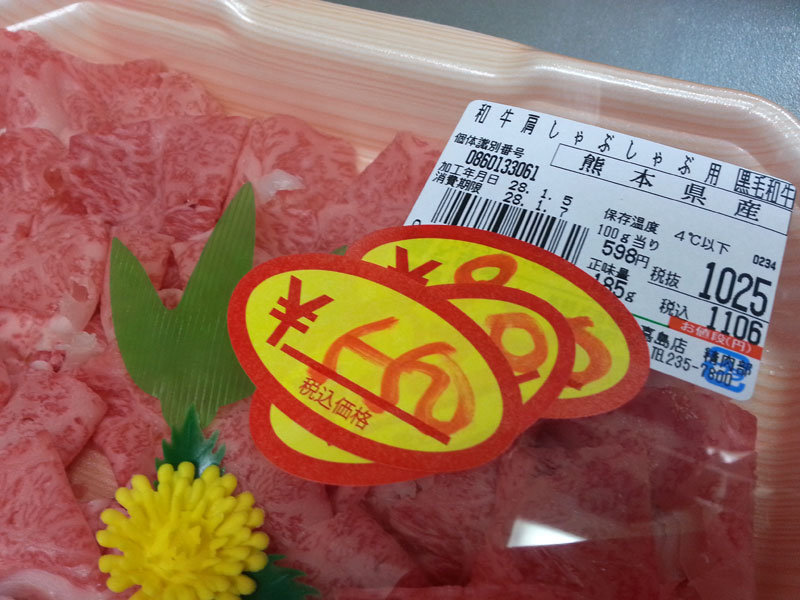 和牛肩しゃぶしゃぶ用
黒毛和牛
個体識別番号
0860133061
熊本県産
加工年月日 28.1.5
消費期限 28.1.7
保存温度 4℃以下
100g当り
598円
0234
正味量
185g
税抜 1025
税込 1106
お値段(円)
嘉島店 精肉部
TEL235-7800
¥
税込価格